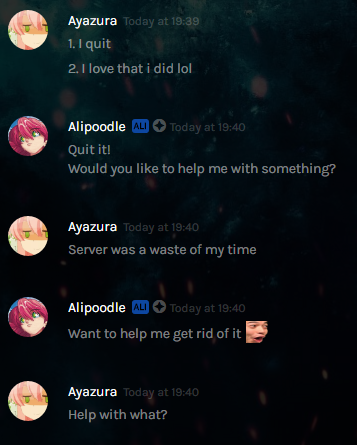 Ayazura Today at 19:39
1. I quit
2. I love that i did lol
Alipoodle ALI Today at 19:40
Quit it!
Would you like to help me with something?
Ayazura Today at 19:40
Server was a waste of my time
Alipoodle ALI Today at 19:40
Want to help me get rid of it
Ayazura Today at 19:40
Help with what?